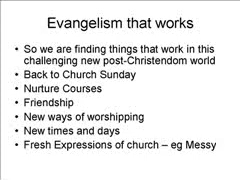 Evangelism that works
• So we are finding things that work in this
challenging new post-Christendom world
• Back to Church Sunday
• Nurture Courses
• Friendship
• New ways of worshipping
• New times and days
• Fresh Expressions of church – eg Messy